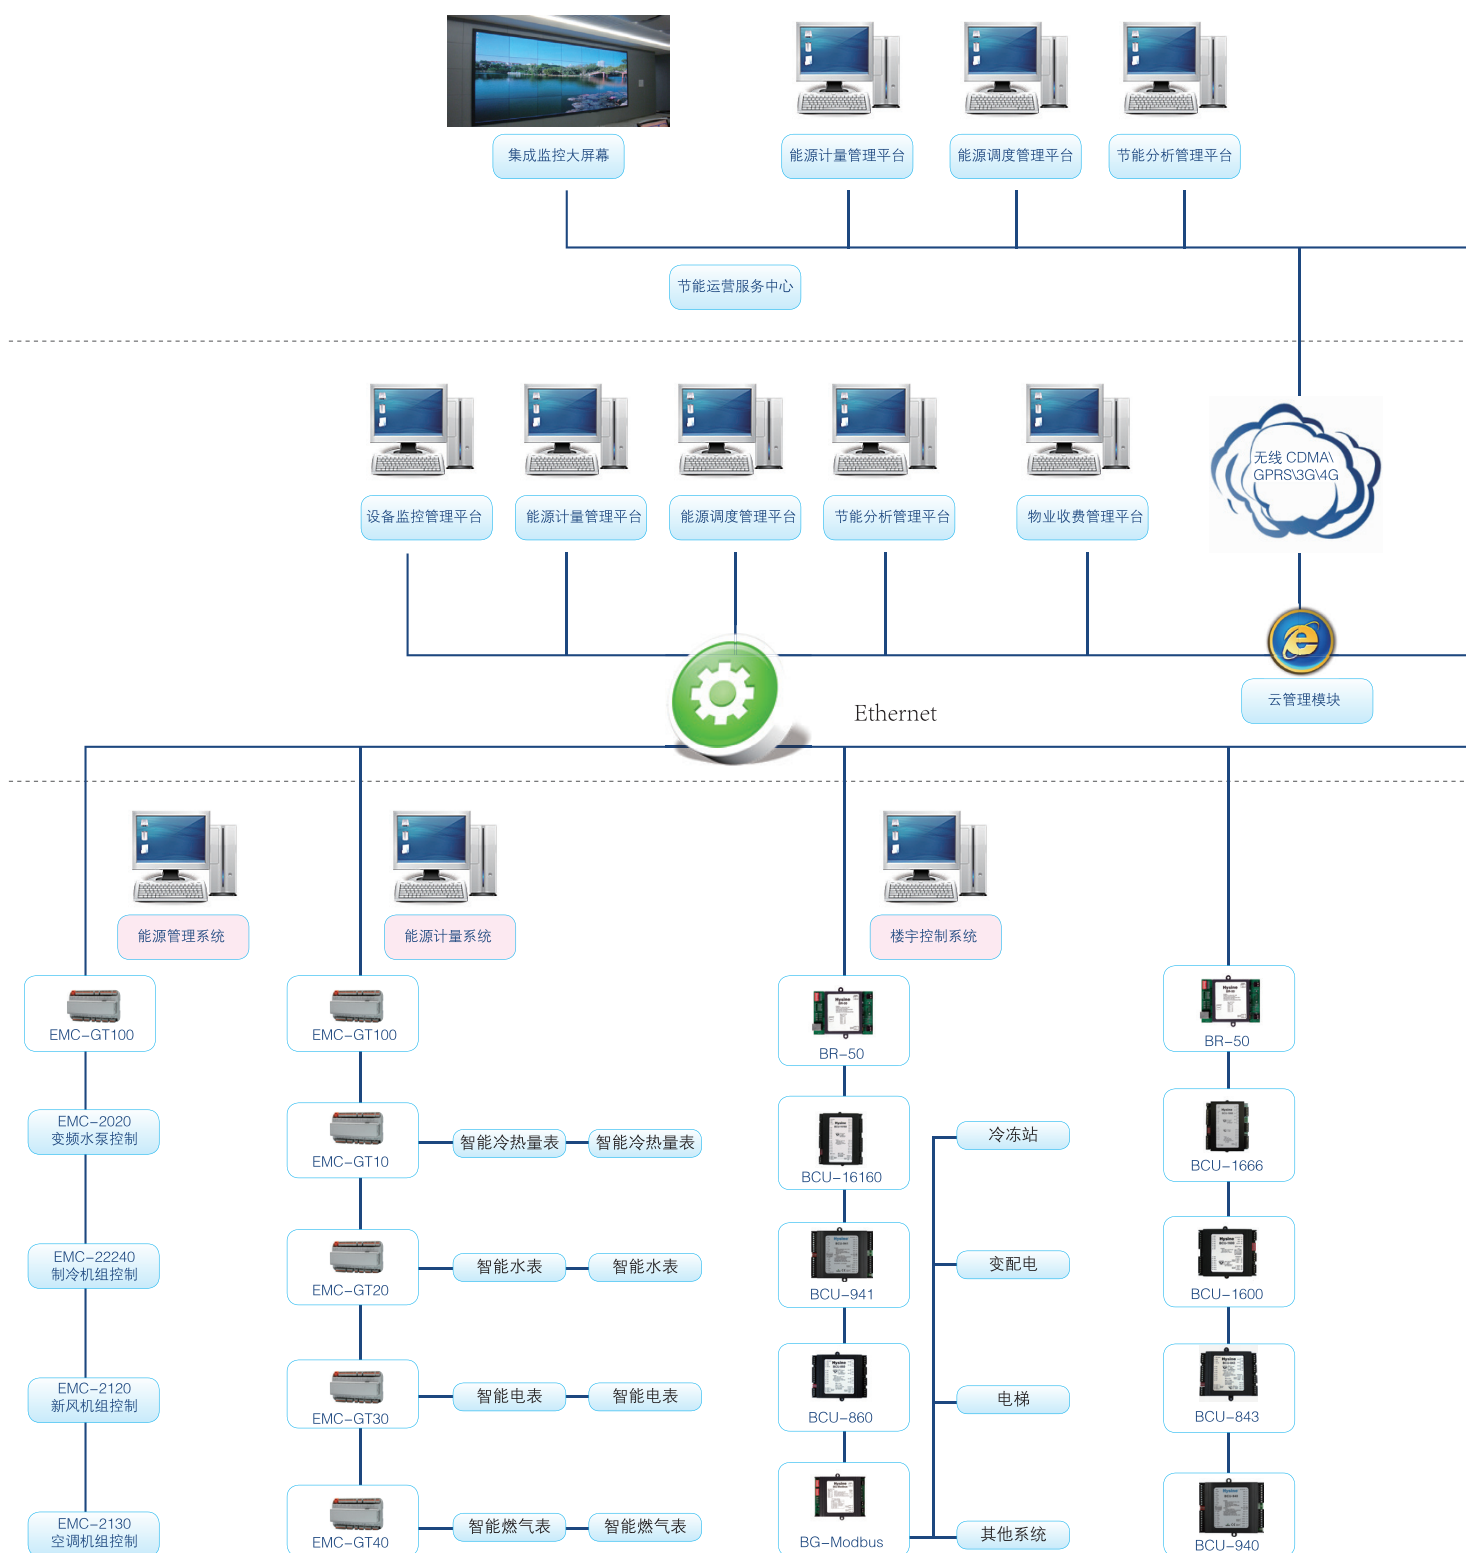 集成监控大屏幕
能源计量管理平台
能源调度管理平台
节能分析管理平台
节能运营服务中心
设备监控管理平台
能源计量管理平台
能源调度管理平台
节能分析管理平台
物业收费管理平台
无线 CDMA\
GPRS\3G\4G
云管理模块
Ethernet
能源管理系统
能源计量系统
楼宇控制系统
EMC-GT100
EMC-2020
变频水泵控制
EMC-22240
制冷机组控制
EMC-2120
新风机组控制
EMC-2130
空调机组控制
EMC-GT100
EMC-GT10
智能冷热量表
智能冷热量表
EMC-GT20
智能水表
智能水表
EMC-GT30
智能电表
智能电表
EMC-GT40
智能燃气表
智能燃气表
BR-50
BCU-16160
BCU-941
BCU-860
BG-Modbus
冷冻站
变配电
电梯
其他系统
BR-50
BCU-1666
BCU-1600
BCU-843
BCU-940